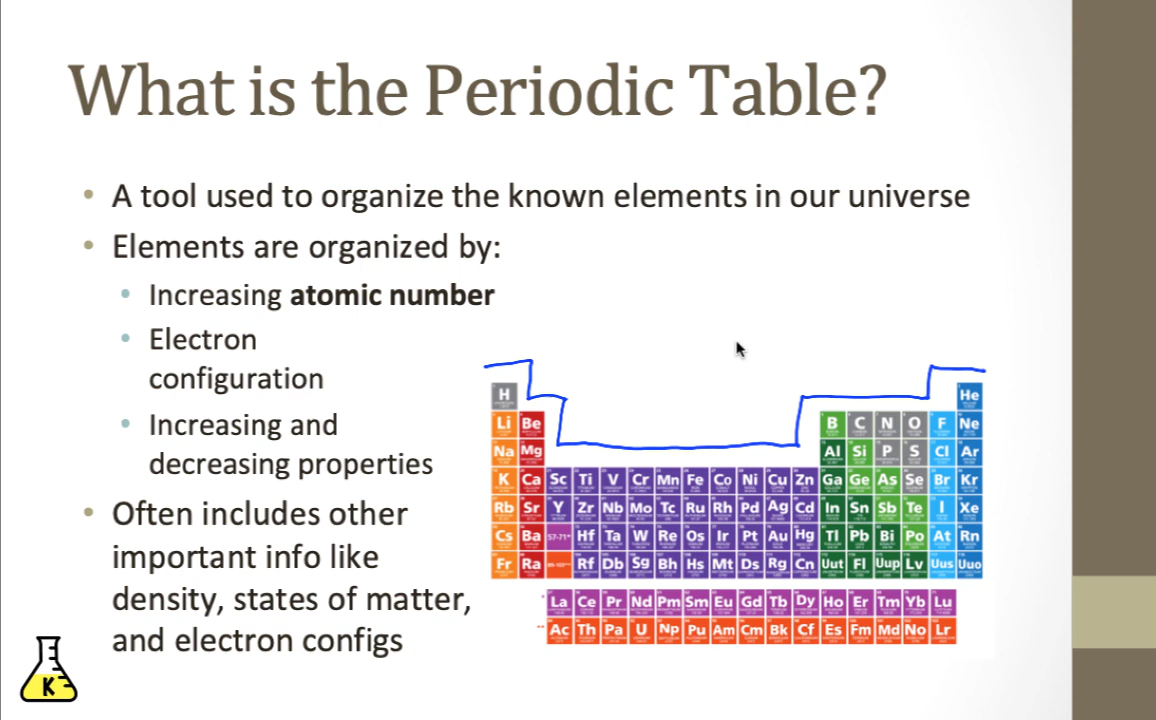 What is the Periodic Table?
• A tool used to organize the known elements in our universe
• Elements are organized by:
• Increasing atomic number
• Electron
configuration
• Increasing and
decreasing properties
• Often includes other
important info like
density, states of matter,
and electron configs
H He
Li Be B C N O F Ne
Na Mg Al Si P S Cl Ar
K Ca Sc Ti V Cr Mn Fe Co Ni Cu Zn Ga Ge As Se Br Kr
Rb Sr Y Zr Nb Mo Tc Ru Rh Pd Ag Cd In Sn Sb Te I Xe
Cs Ba 57-71* Hf Ta W Re Os Ir Pt Au Hg Tl Pb Bi Po At Rn
Fr Ra Rf Db Sg Bh Hs Mt Ds Rg Cn Uut Fl Uup Lv Uus Uuo
* La Ce Pr Nd Pm Sm Eu Gd Tb Dy Ho Er Tm Yb Lu
** Ac Th Pa U Np Pu Am Cm Bk Cf Es Fm Md No Lr
K